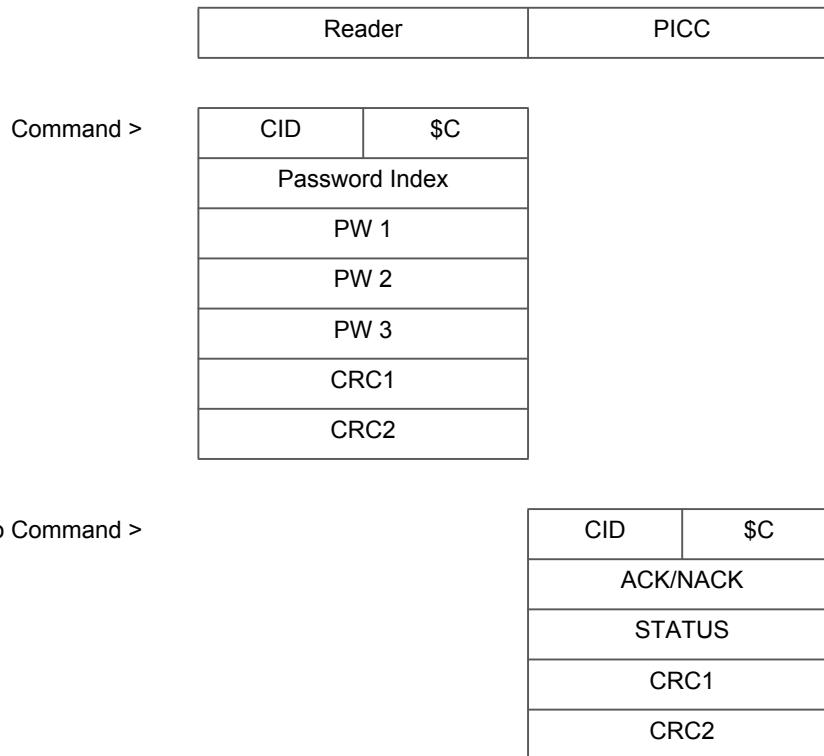 Reader PICC
Command >
CID $C
Password Index
PW 1
PW 2
PW 3
CRC1
CRC2
Command >
CID $C
ACK/NACK
STATUS
CRC1
CRC2